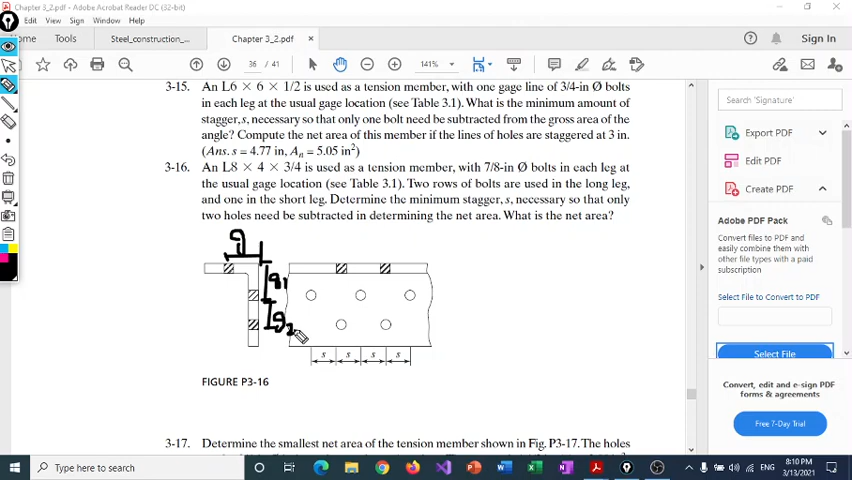 Chapter 3_2.pdf - Adobe Acrobat Reader DC (32-bit)
Edit View Sign Window Help
Tools Steel_construction_... Chapter 3_2.pdf × Sign In
36 / 41 141%
3-15. An L6 × 6 × 1/2 is used as a tension member, with one gage line of 3/4-in Ø bolts
in each leg at the usual gage location (see Table 3.1). What is the minimum amount of
stagger, s, necessary so that only one bolt need be subtracted from the gross area of the
angle? Compute the net area of this member if the lines of holes are staggered at 3 in.
(Ans. s = 4.77 in, An = 5.05 in²)
3-16. An L8 × 4 × 3/4 is used as a tension member, with 7/8-in Ø bolts in each leg at
the usual gage location (see Table 3.1). Two rows of bolts are used in the long leg,
and one in the short leg. Determine the minimum stagger, s, necessary so that only
two holes need be subtracted in determining the net area. What is the net area?
g
g1
g2
s s s s
FIGURE P3-16
3-17. Determine the smallest net area of the tension member shown in Fig. P3-17. The holes
Search 'Signature'
Export PDF
Edit PDF
Create PDF
Adobe PDF Pack
Convert files to PDF and
easily combine them with
other file types with a paid
subscription
Select File to Convert to PDF
Select File
Convert, edit and e-sign PDF
forms & agreements
Free 7-Day Trial
Type here to search
ENG
8:10 PM
3/13/2021